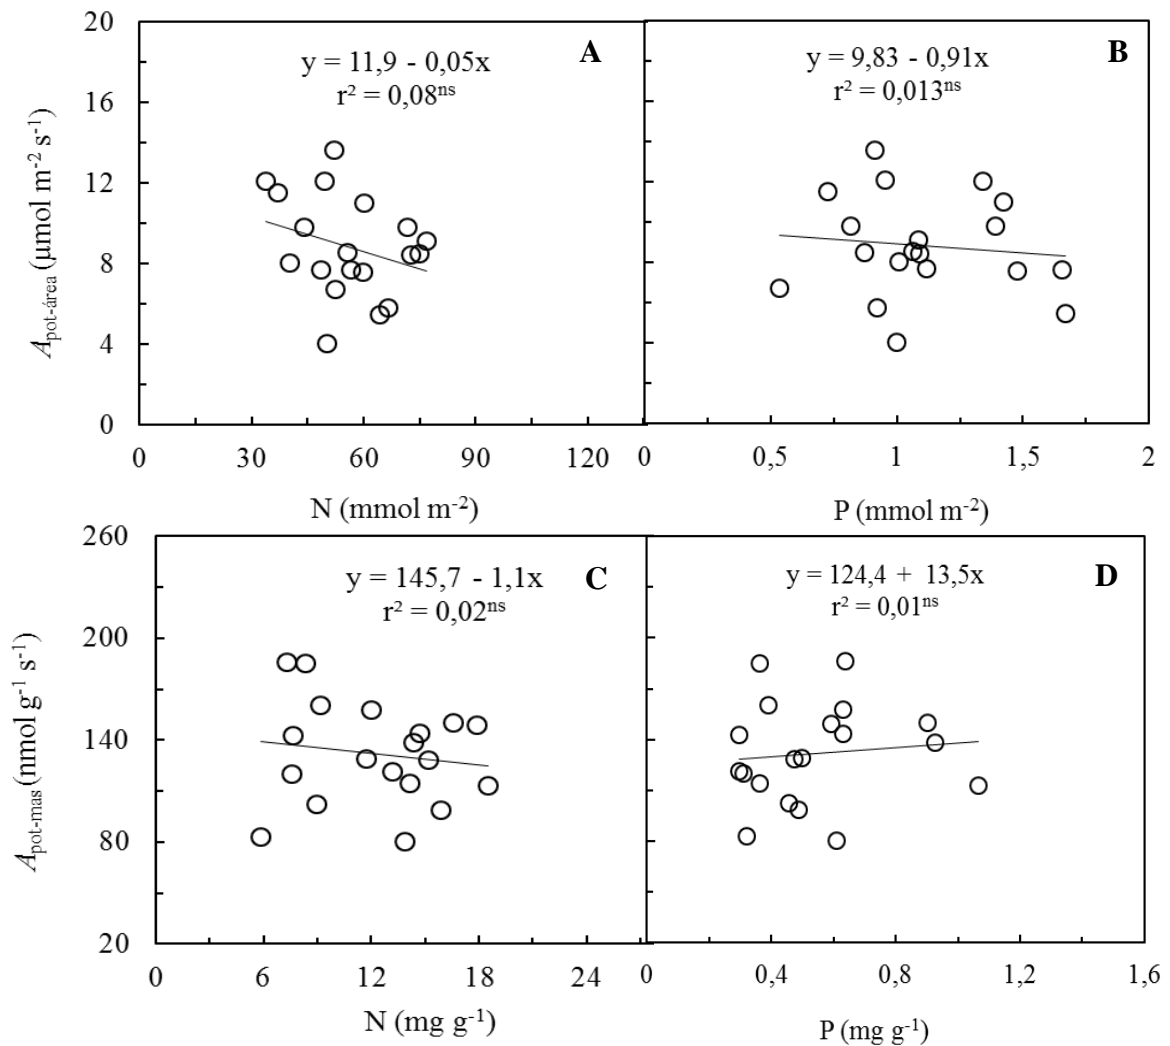 A
y = 11,9 - 0,05x
r² = 0,08ⁿˢ
B
y = 9,83 - 0,91x
r² = 0,013ⁿˢ
20
16
12
8
4
0
Apot-área (µmol m⁻² s⁻¹)
0 30 60 90 120
0 0,5 1 1,5 2
N (mmol m⁻²)
P (mmol m⁻²)
C
y = 145,7 - 1,1x
r² = 0,02ⁿˢ
D
y = 124,4 + 13,5x
r² = 0,01ⁿˢ
260
200
140
80
20
Apot-mas (nmol g⁻¹ s⁻¹)
0 6 12 18 24
0 0,4 0,8 1,2 1,6
N (mg g⁻¹)
P (mg g⁻¹)